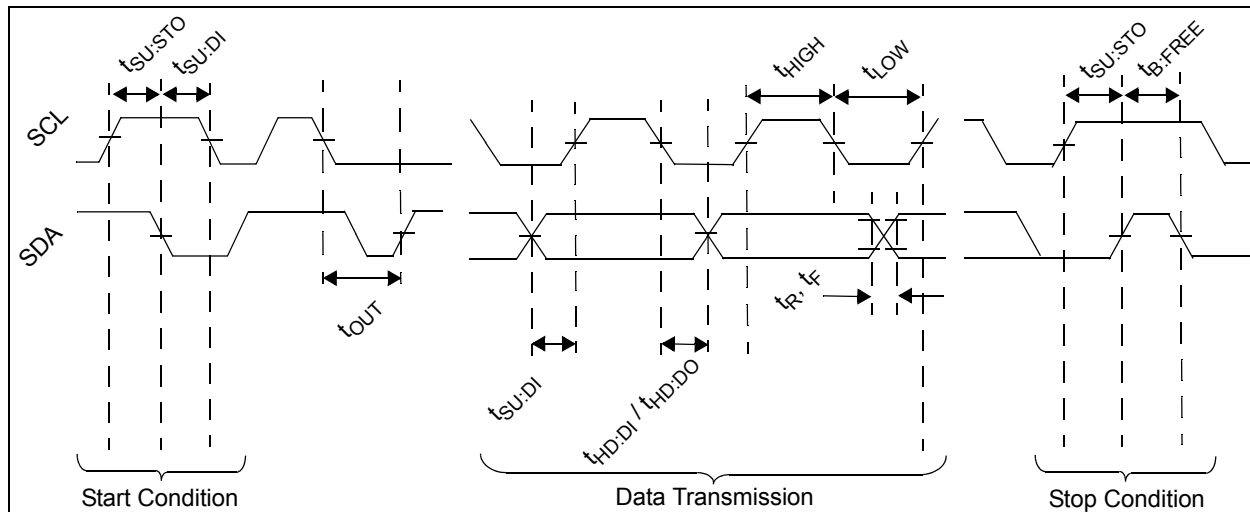 tSU:STO
tSU:DI
tHIGH
tLOW
tSU:STO
tB:FREE
SCL
SDA
tOUT
tR, tF
tSU:DI
tHD:DI / tHD:DO
Start Condition
Data Transmission
Stop Condition